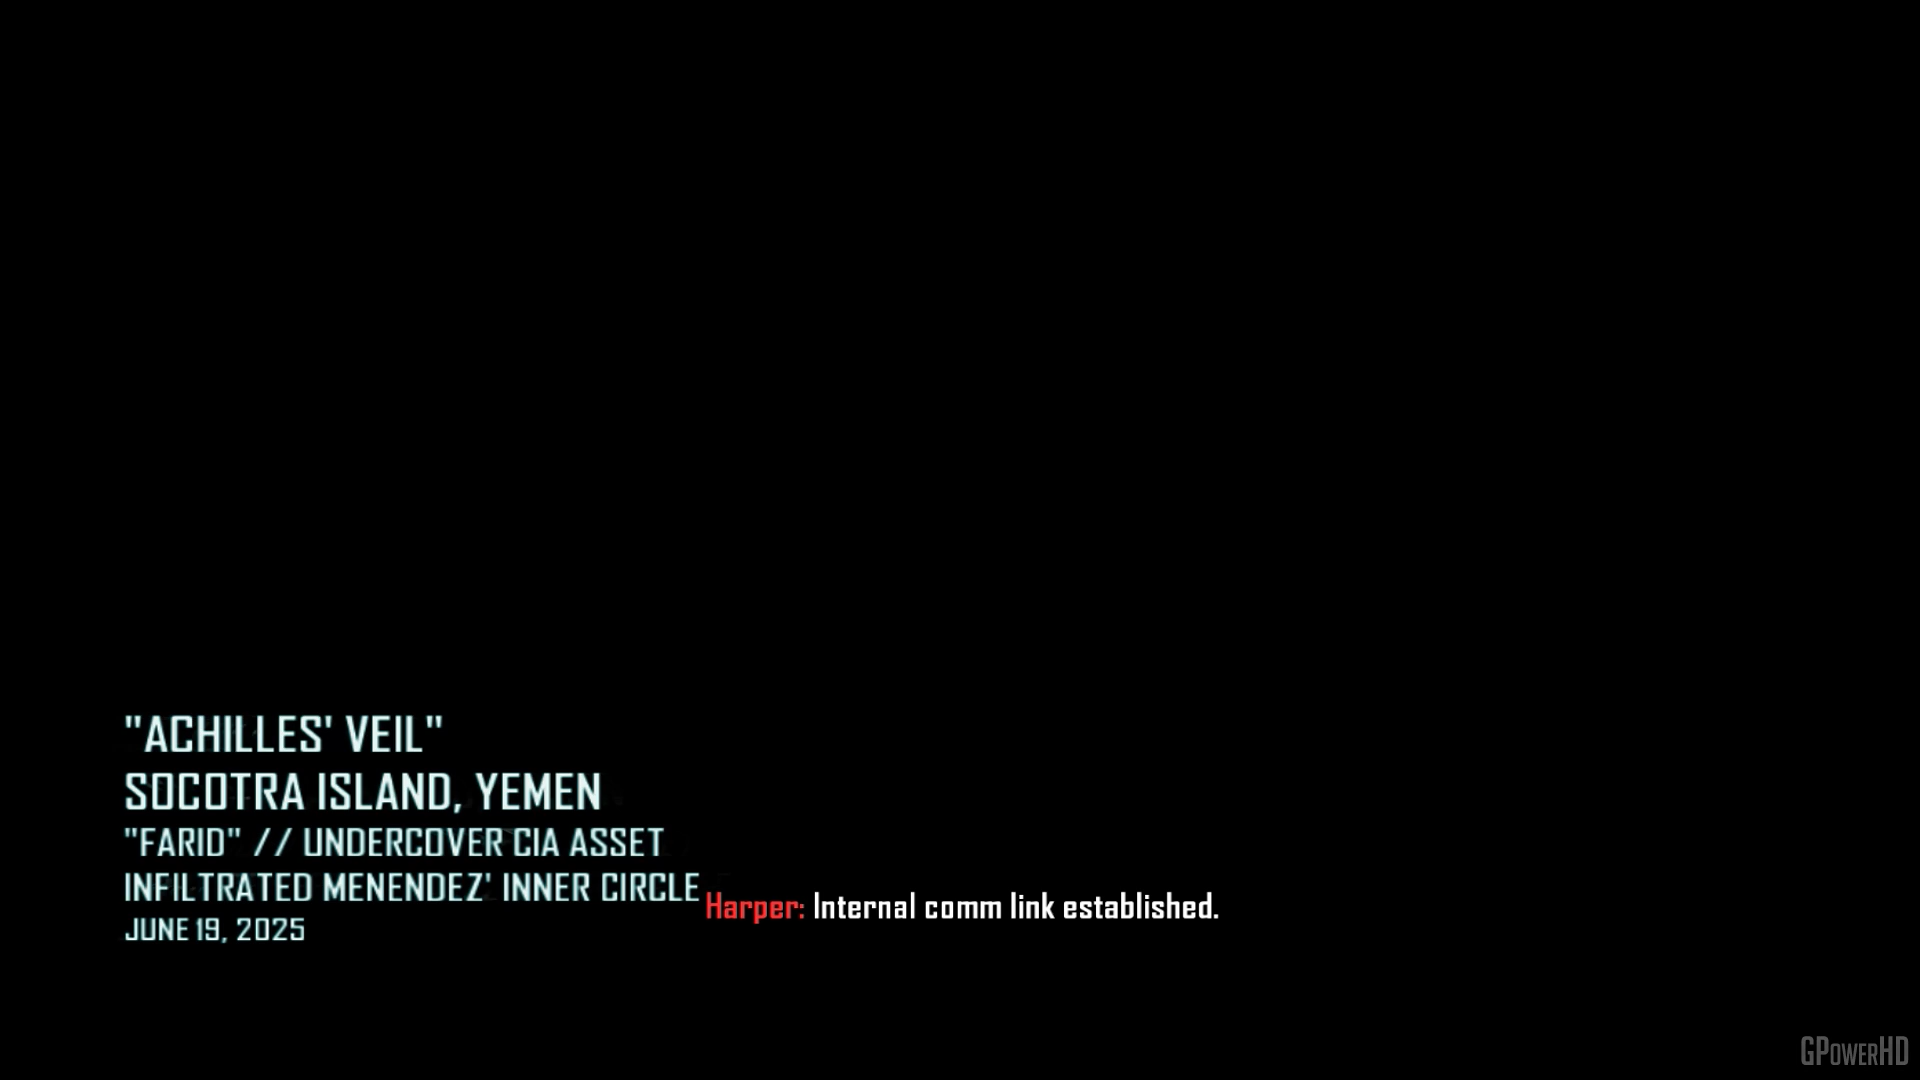 "ACHILLES' VEIL"
SOCOTRA ISLAND, YEMEN
"FARID" // UNDERCOVER CIA ASSET
INFILTRATED MENENDEZ' INNER CIRCLE
Harper: Internal comm link established.
JUNE 19, 2025
GPOWERHD